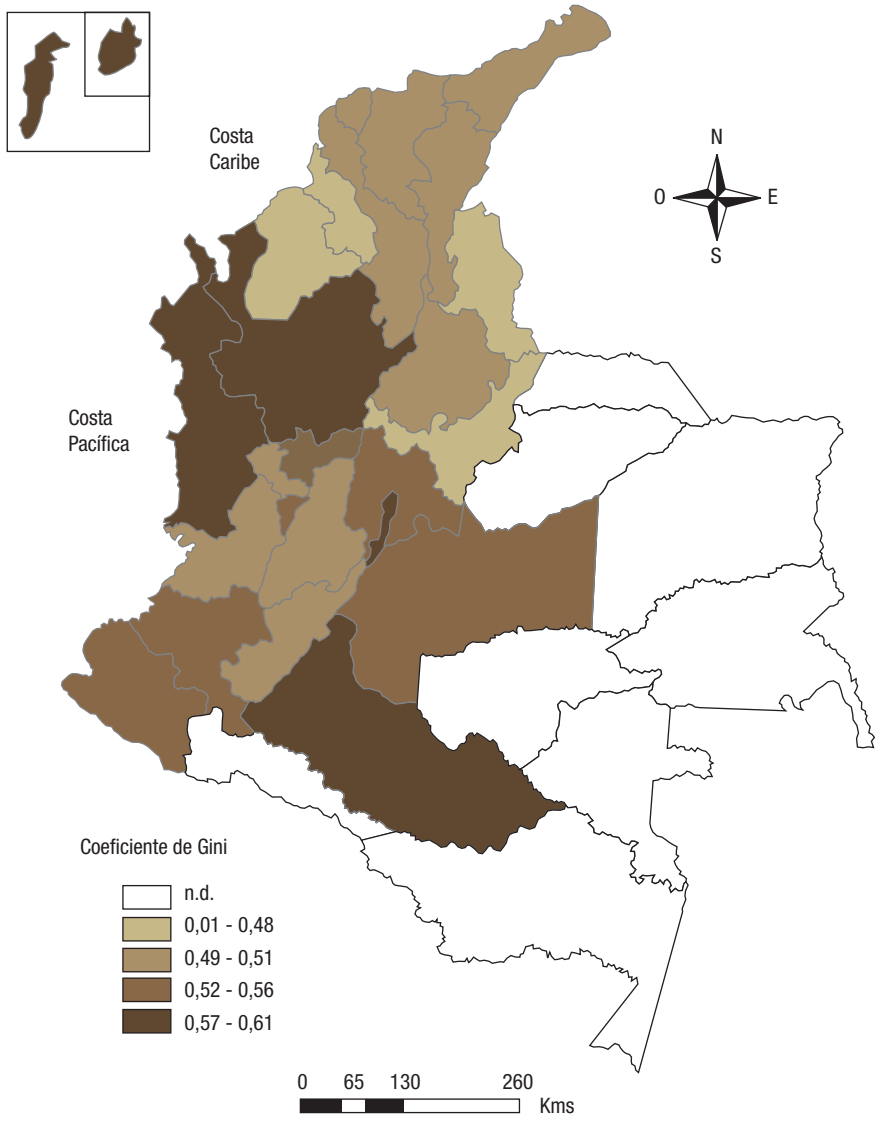 Costa
Caribe
N
O
E
S
Costa
Pacífica
Coeficiente de Gini
n.d.
0,01 - 0,48
0,49 - 0,51
0,52 - 0,56
0,57 - 0,61
0 65 130 260
Kms